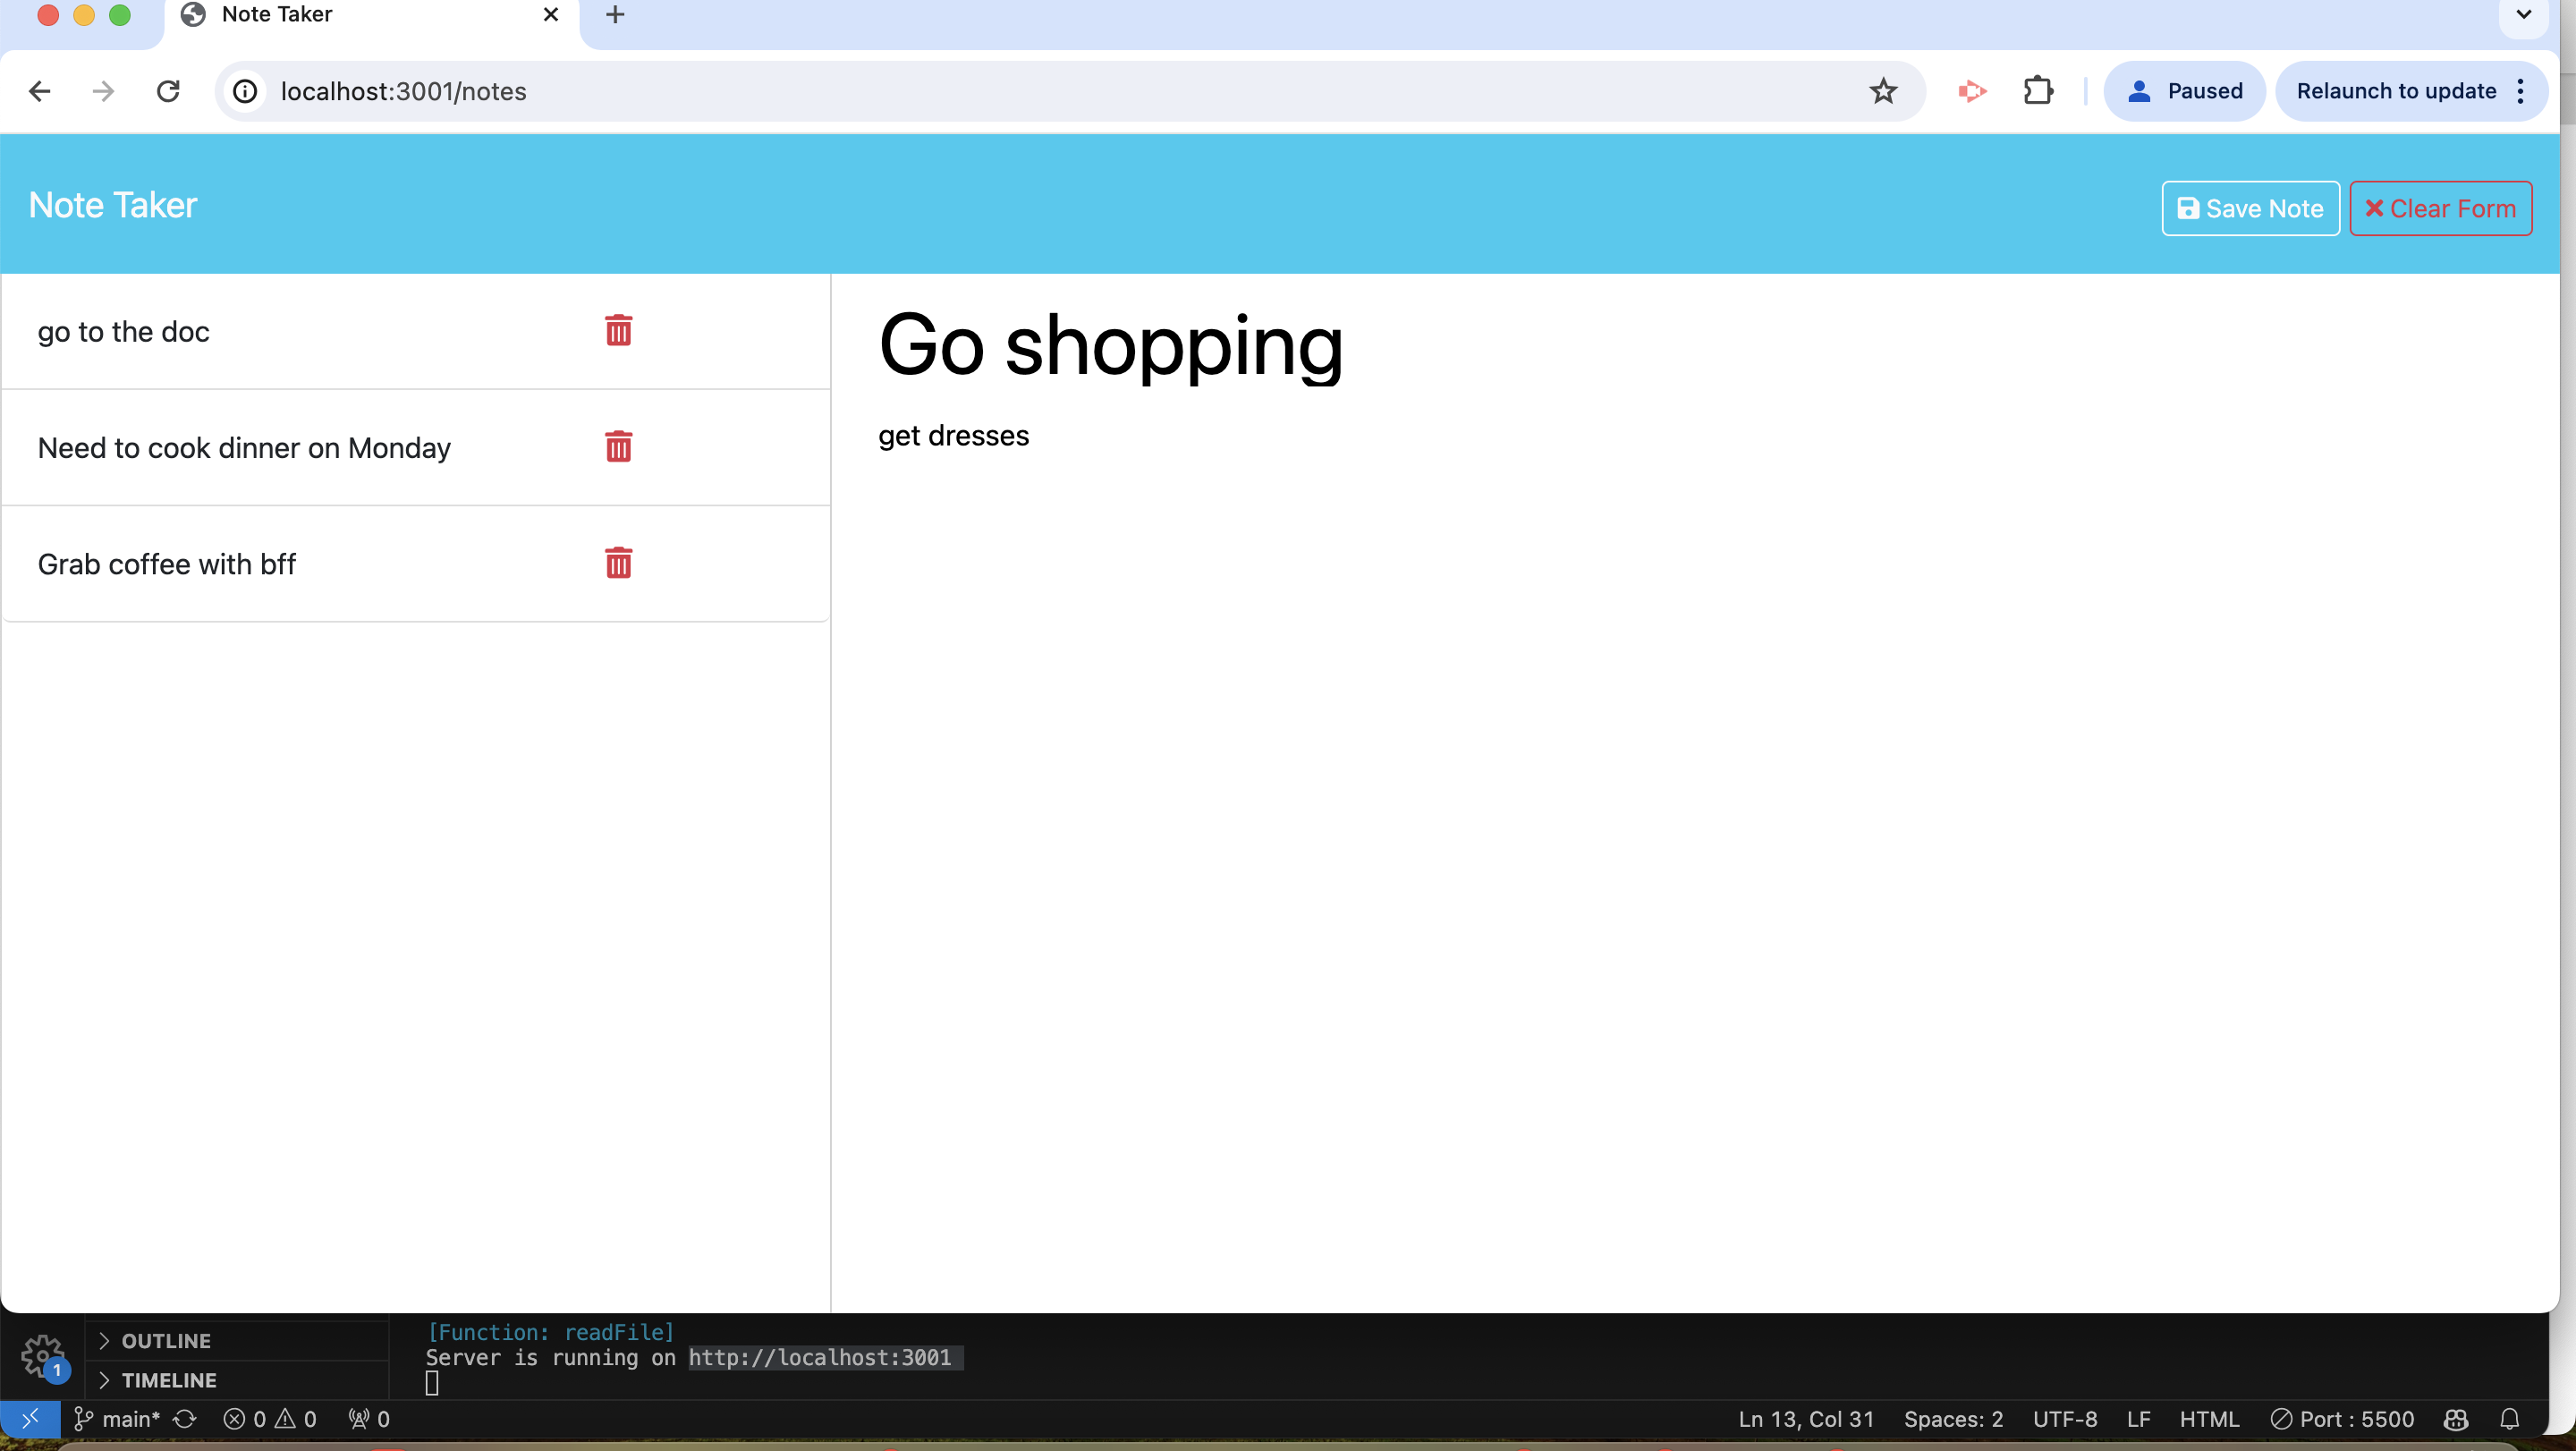 Note Taker
localhost:3001/notes
Paused
Relaunch to update
Note Taker
Save Note
Clear Form
go to the doc
Need to cook dinner on Monday
Grab coffee with bff
Go shopping
get dresses
OUTLINE
TIMELINE
[Function: readFile]
Server is running on http://localhost:3001
1
main*
0
0
0
Ln 13, Col 31
Spaces: 2
UTF-8
LF
HTML
Port : 5500